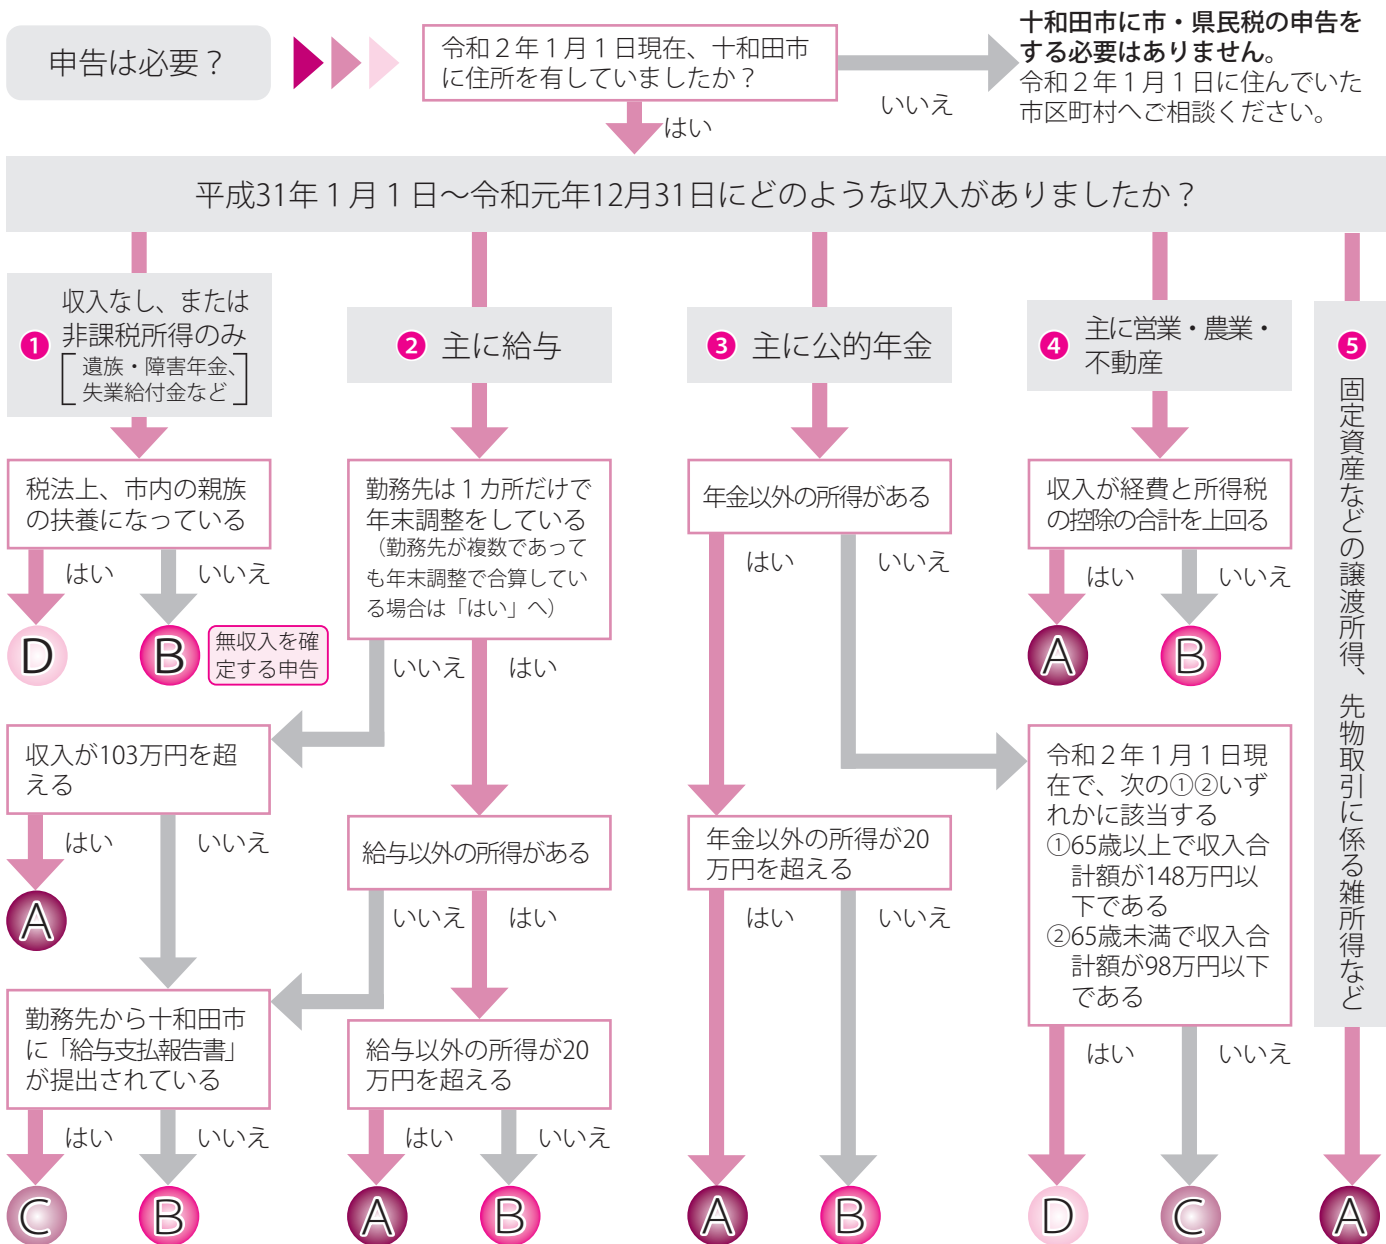 申告は必要？
令和２年１月１日現在、十和田市
に住所を有していましたか？
はい
いいえ
十和田市に市・県民税の申告を
する必要はありません。
令和２年１月１日に住んでいた
市区町村へご相談ください。
平成31年１月１日～令和元年12月31日にどのような収入がありましたか？
❶
収入なし、または
非課税所得のみ
遺族・障害年金、
失業給付金など
❷ 主に給与
❸ 主に公的年金
❹
主に営業・農業・
不動産
❺
固定資産などの譲渡所得、先物取引に係る雑所得など
税法上、市内の親族
の扶養になっている
はい
いいえ
D
B
無収入を確
定する申告
勤務先は１カ所だけで
年末調整をしている
（勤務先が複数であって
も年末調整で合算してい
る場合は「はい」へ）
いいえ
はい
年金以外の所得がある
はい
いいえ
収入が経費と所得税
の控除の合計を上回る
はい
いいえ
A
B
収入が103万円を超
える
はい
いいえ
A
給与以外の所得がある
いいえ
はい
年金以外の所得が20
万円を超える
はい
いいえ
令和２年１月１日現
在で、次の①②いず
れかに該当する
①65歳以上で収入合
計額が148万円以
下である
②65歳未満で収入合
計額が98万円以下
である
はい
いいえ
勤務先から十和田市
に「給与支払報告書」
が提出されている
はい
いいえ
給与以外の所得が20
万円を超える
はい
いいえ
C
B
A
B
A
B
D
C
A